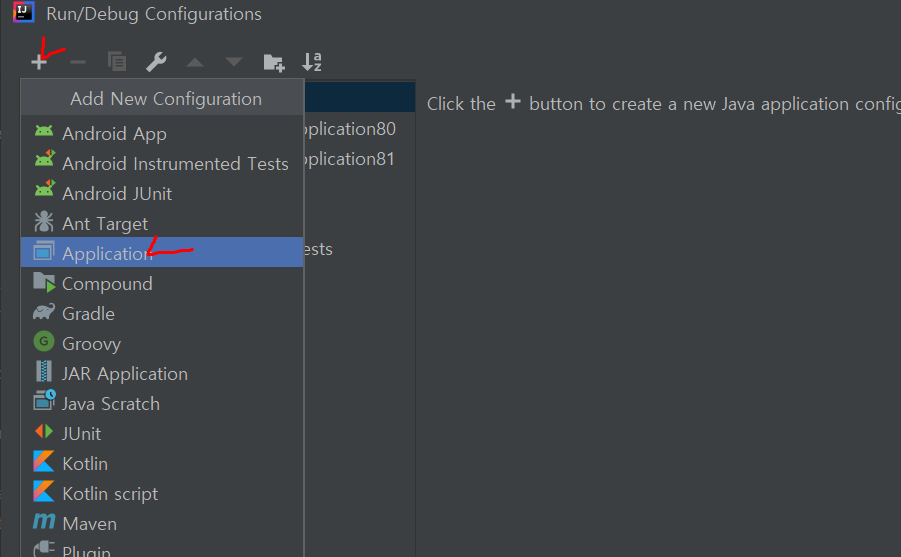 IJ
Run/Debug Configurations
Add New Configuration
Click the + button to create a new Java application
Android App
plication80
Android Instrumented Tests
plication81
Android JUnit
Ant Target
Application
ests
Compound
Gradle
G
Groovy
JAR Application
Java Scratch
JUnit
Kotlin
Kotlin script
m
Maven
Plugin